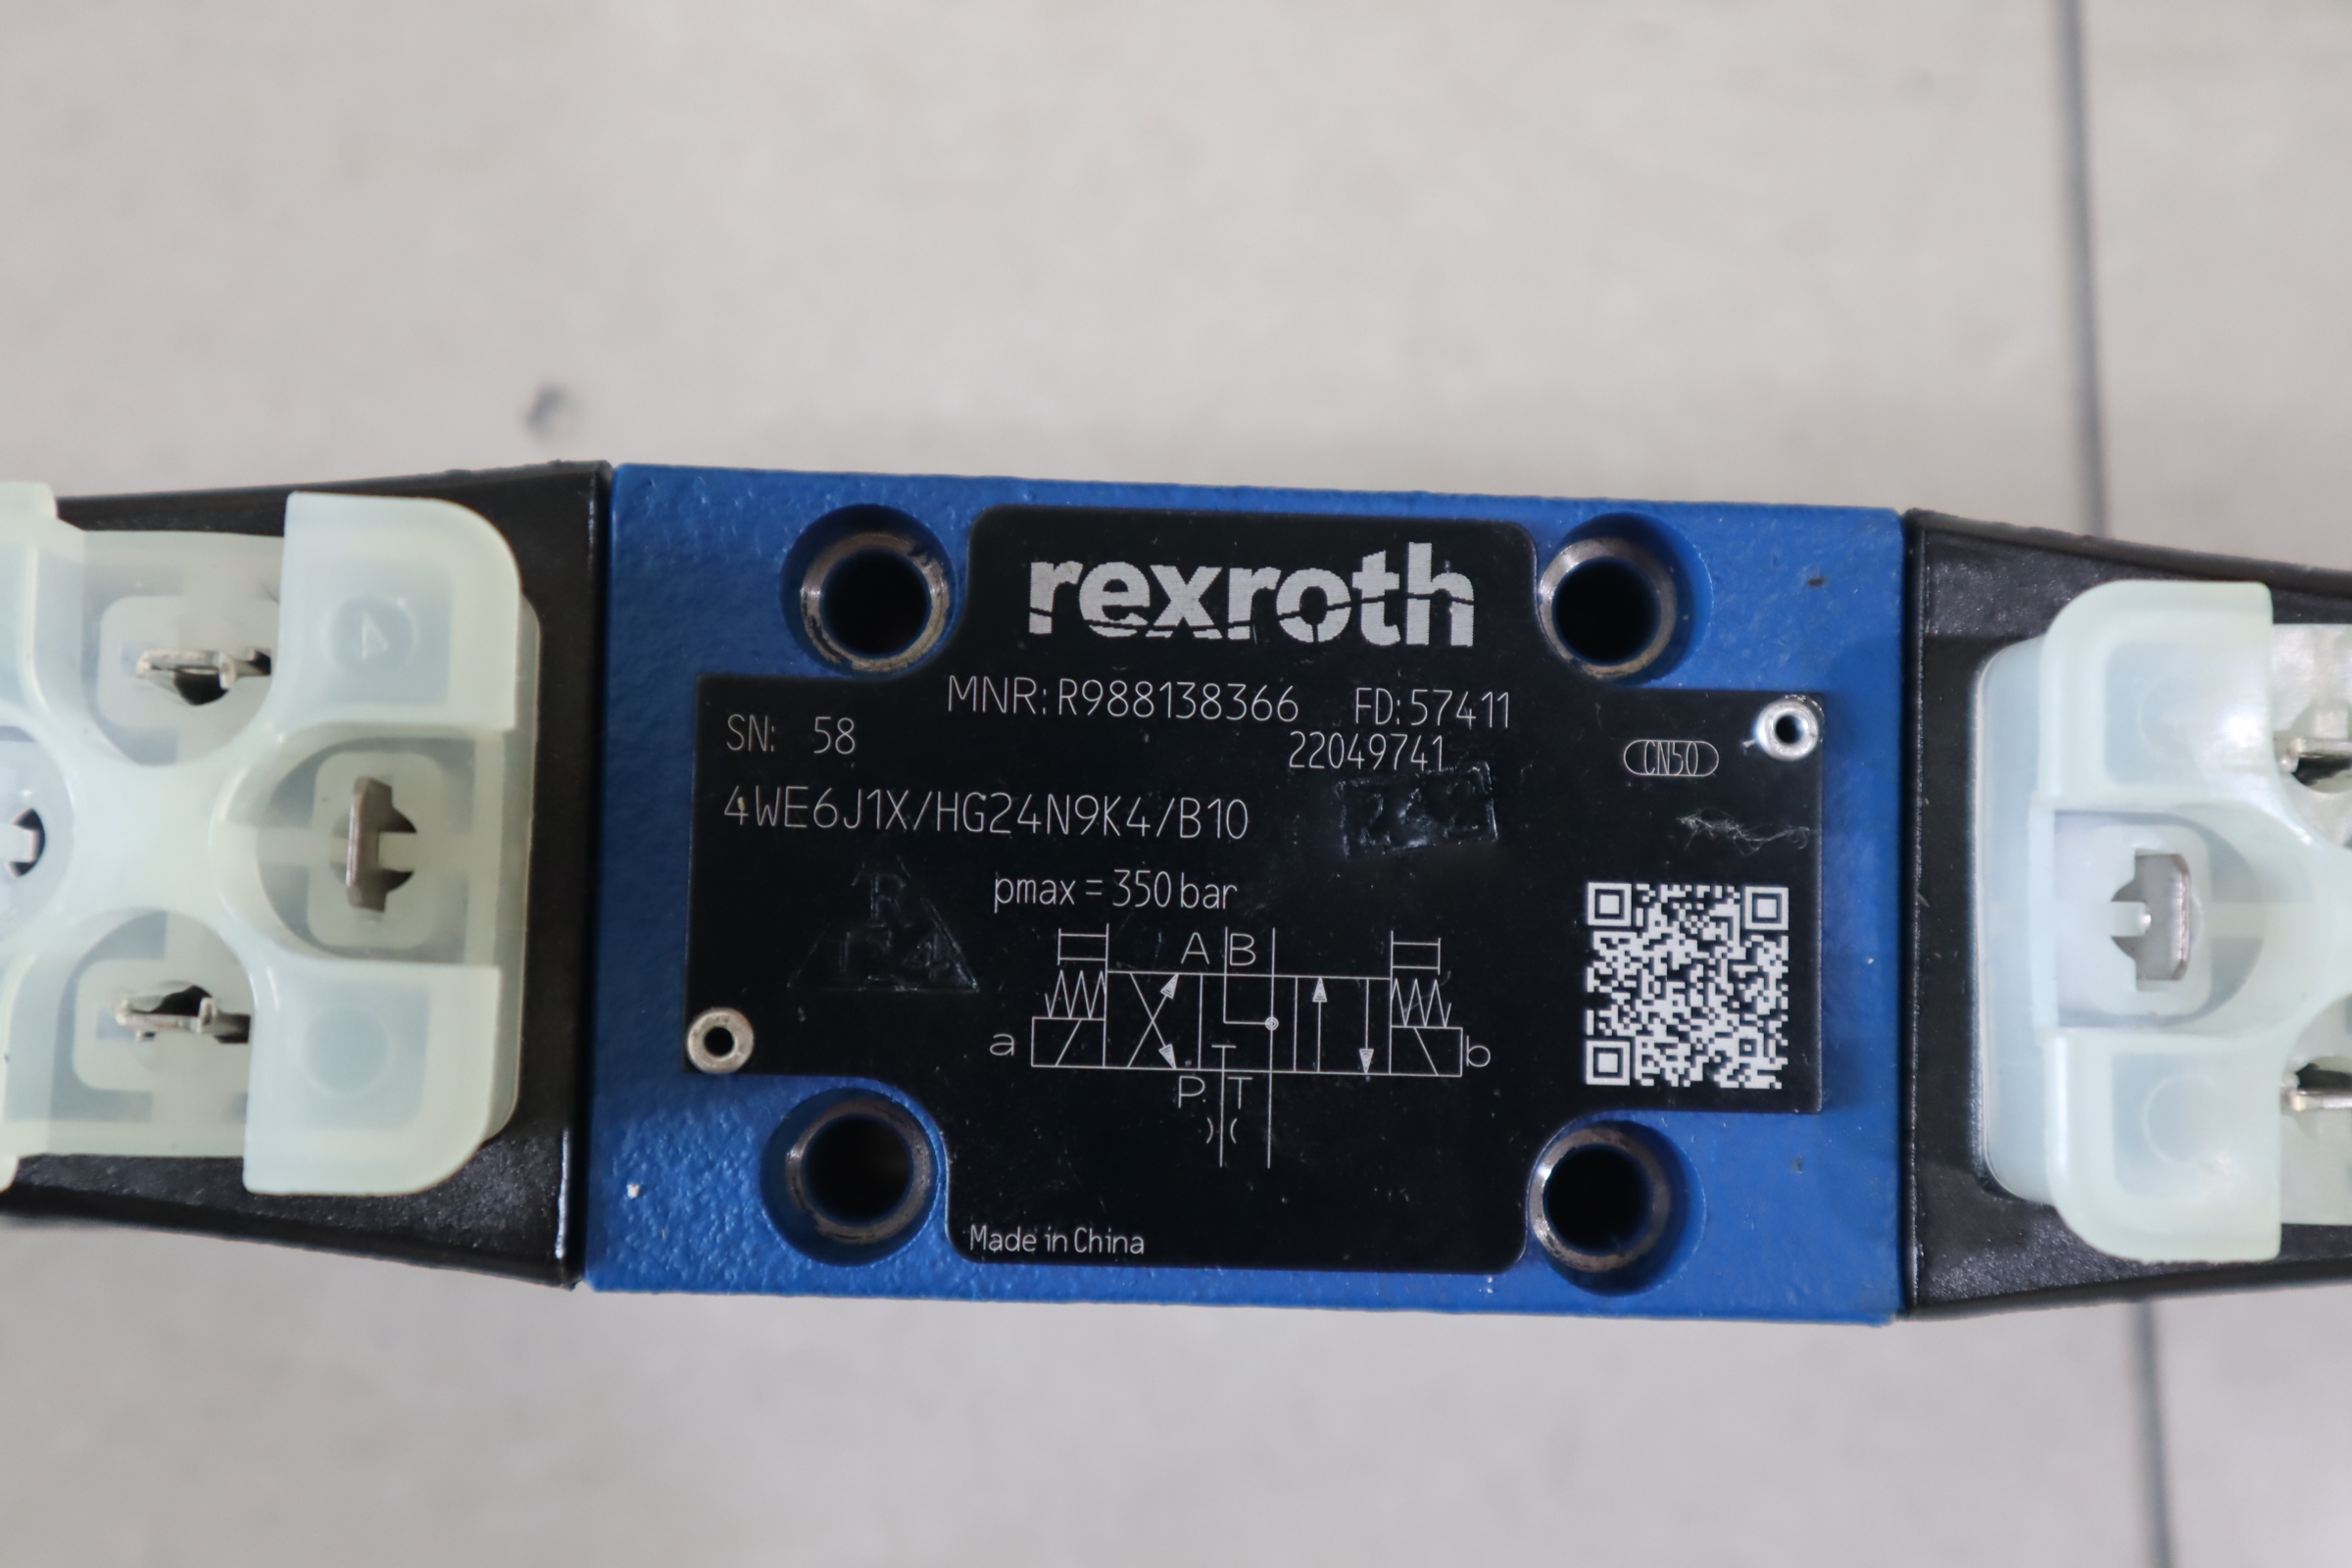 rexroth
MNR: R988138366 FD: 57411
SN: 58 22049741 CN50
4WE6J1X/HG24N9K4/B10
pmax = 350 bar
A B
a b
P T
Made in China